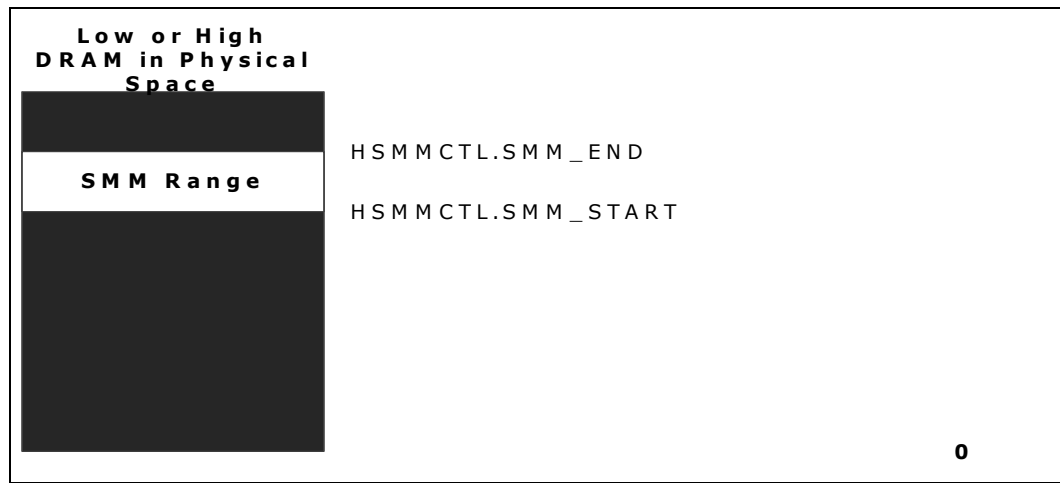 Low or High
DRAM in Physical
Space
HSMMCTL.SMM_END
SMM Range
HSMMCTL.SMM_START
0